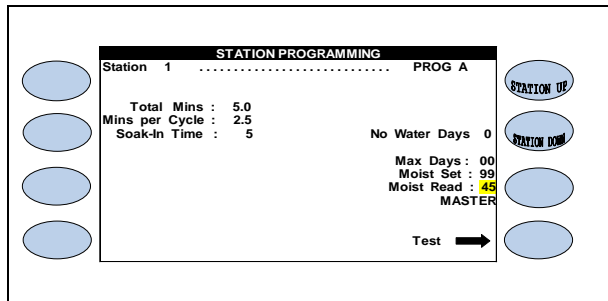 STATION PROGRAMMING
Station 1 ............................ PROG A
STATION UP
Total Mins : 5.0
Mins per Cycle : 2.5
Soak-In Time : 5 No Water Days 0
STATION DOWN
Max Days : 00
Moist Set : 99
Moist Read : 45
MASTER
Test